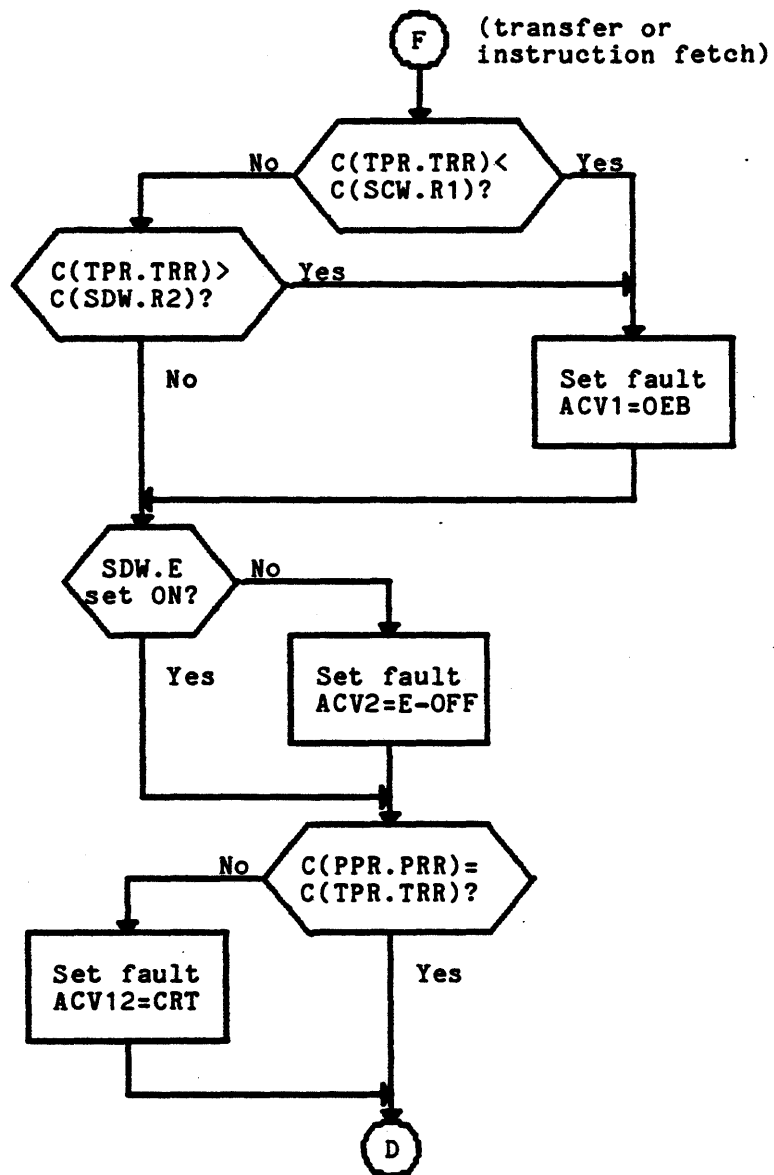 F
(transfer or
instruction fetch)
C(TPR.TRR)<
C(SCW.R1)?
No
Yes
C(TPR.TRR)>
C(SDW.R2)?
Yes
No
Set fault
ACV1=OEB
SDW.E
set ON?
No
Yes
Set fault
ACV2=E-OFF
C(PPR.PRR)=
C(TPR.TRR)?
No
Yes
Set fault
ACV12=CRT
D